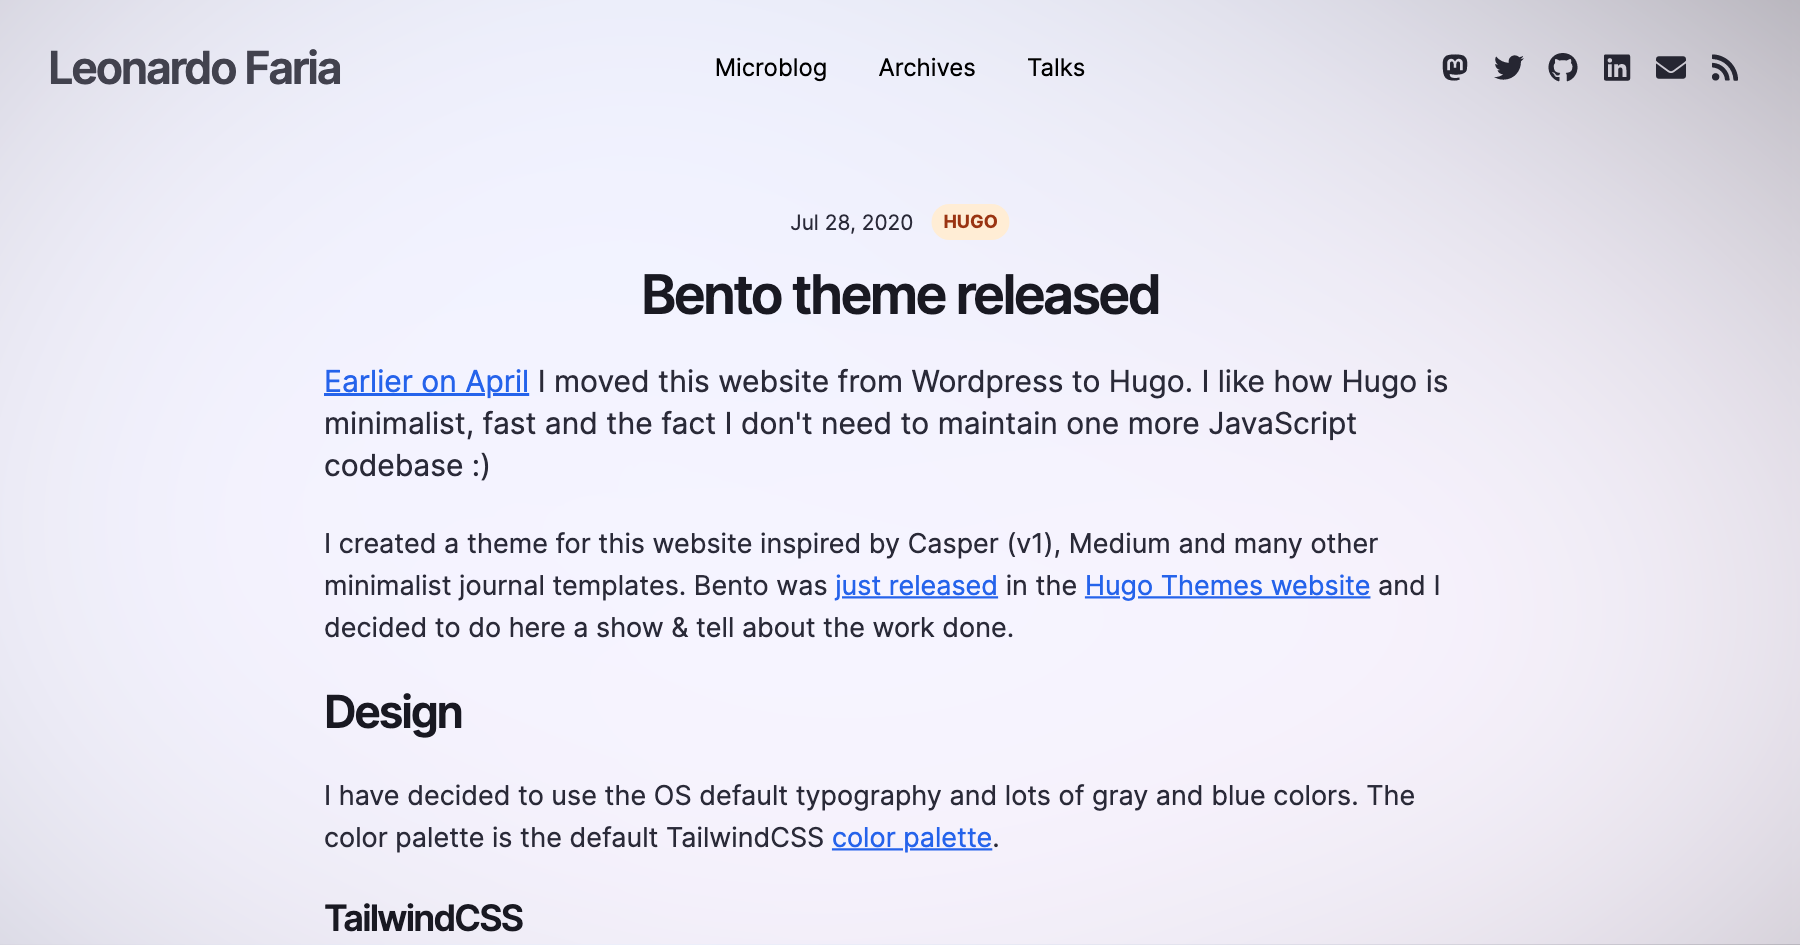 Leonardo Faria
Microblog Archives Talks
Jul 28, 2020 HUGO
Bento theme released
Earlier on April I moved this website from Wordpress to Hugo. I like how Hugo is
minimalist, fast and the fact I don't need to maintain one more JavaScript
codebase :)
I created a theme for this website inspired by Casper (v1), Medium and many other
minimalist journal templates. Bento was just released in the Hugo Themes website and I
decided to do here a show & tell about the work done.
Design
I have decided to use the OS default typography and lots of gray and blue colors. The
color palette is the default TailwindCSS color palette.
TailwindCSS